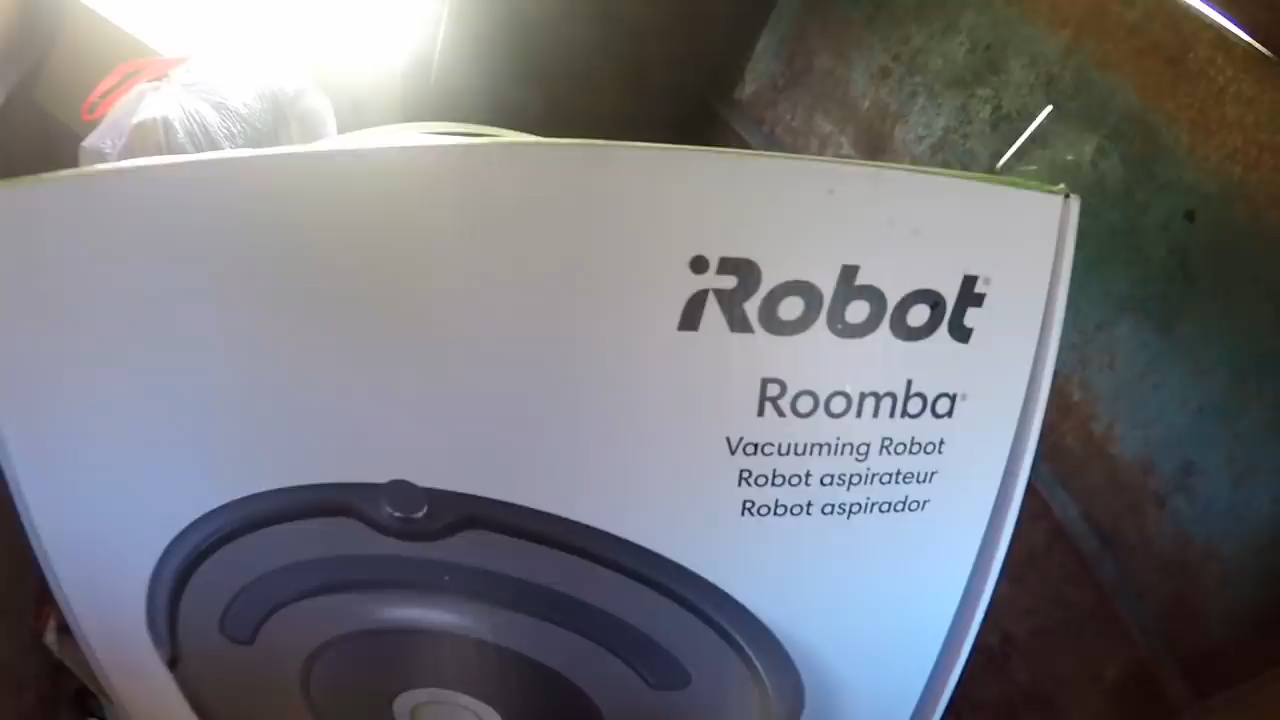 iRobot®
Roomba®
Vacuuming Robot
Robot aspirateur
Robot aspirador